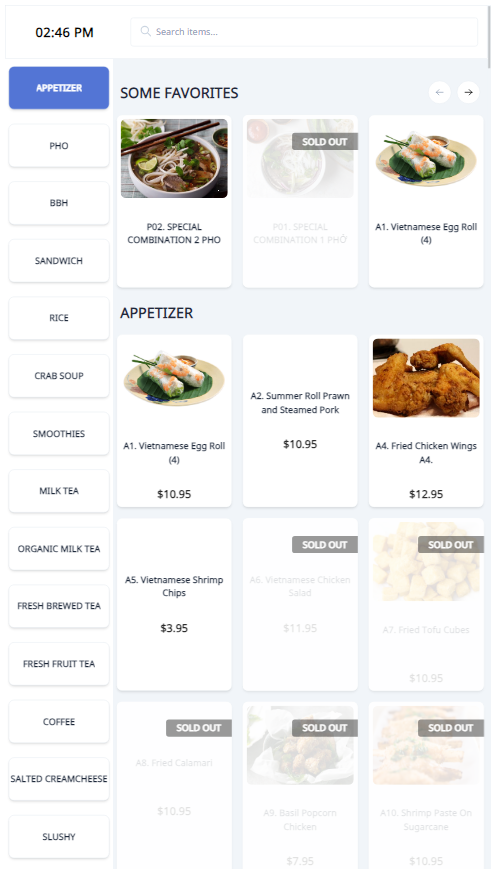 02:46 PM
Search items...
APPETIZER
PHO
BBH
SANDWICH
RICE
CRAB SOUP
SMOOTHIES
MILK TEA
ORGANIC MILK TEA
FRESH BREWED TEA
FRESH FRUIT TEA
COFFEE
SALTED CREAMCHEESE
SLUSHY
SOME FAVORITES
← →
P02. SPECIAL
COMBINATION 2 PHO
SOLD OUT
P01. SPECIAL
COMBINATION 1 PHỞ
A1. Vietnamese Egg Roll
(4)
APPETIZER
A1. Vietnamese Egg Roll
(4)
$10.95
A2. Summer Roll Prawn
and Steamed Pork
$10.95
A4. Fried Chicken Wings
A4.
$12.95
A5. Vietnamese Shrimp
Chips
$3.95
SOLD OUT
A6. Vietnamese Chicken
Salad
$11.95
SOLD OUT
A7. Fried Tofu Cubes
$10.95
SOLD OUT
A8. Fried Calamari
$10.95
SOLD OUT
A9. Basil Popcorn
Chicken
$7.95
SOLD OUT
A10. Shrimp Paste On
Sugarcane
$10.95